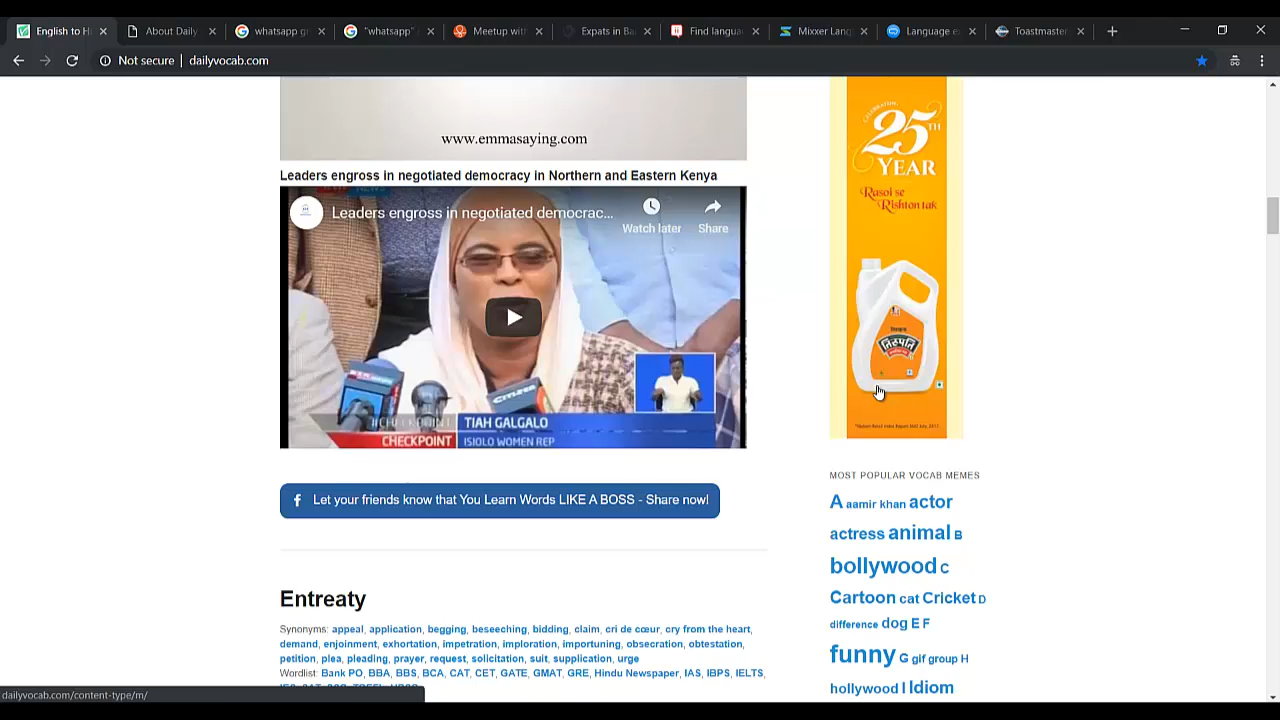 English to H
About Daily
whatsapp gr
"whatsapp"
Meetup with
Expats in Ba
Find langua
Mixxer Lang
Language e
Toastmaster
Not secure | dailyvocab.com
www.emmasaying.com
Leaders engross in negotiated democracy in Northern and Eastern Kenya
Leaders engross in negotiated democrac...
Watch later
Share
TIAH GALGALO
CHECKPOINT
ISIOLO WOMEN REP
Let your friends know that You Learn Words LIKE A BOSS - Share now!
Entreaty
Synonyms: appeal, application, begging, beseeching, bidding, claim, cri de cœur, cry from the heart,
demand, enjoinment, exhortation, impetration, imploration, importuning, obsecration, obtestation,
petition, plea, pleading, prayer, request, solicitation, suit, supplication, urge
Wordlist: Bank PO, BBA, BBS, BCA, CAT, CET, GATE, GMAT, GRE, Hindu Newspaper, IAS, IBPS, IELTS,
dailyvocab.com/content-type/m/
CELEBRATING
25TH
YEAR
Rasoi se
Rishton tak
तिरुपति
MOST POPULAR VOCAB MEMES
A aamir khan actor
actress animal B
bollywood C
Cartoon cat Cricket D
difference dog E F
funny G gif group H
hollywood I Idiom